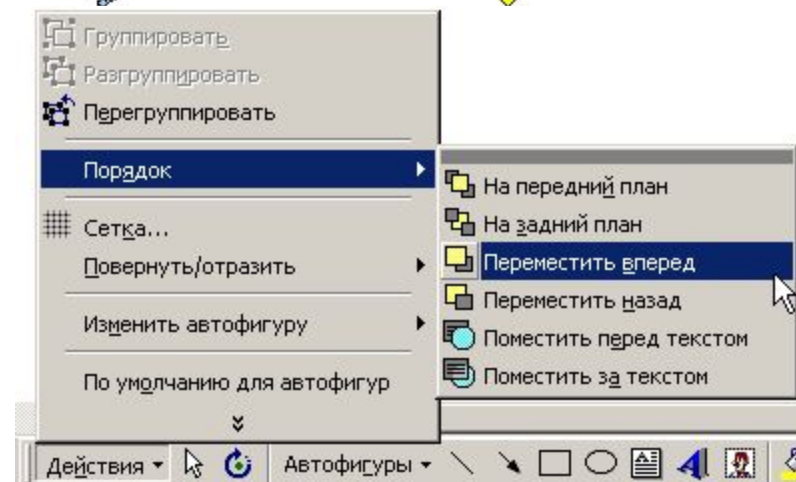 Группировать
Разгруппировать
Перегруппировать
Порядок
Сетка...
Повернуть/отразить
Изменить автофигуру
По умолчанию для автофигур
На передний план
На задний план
Переместить вперед
Переместить назад
Поместить перед текстом
Поместить за текстом
Действия
Автофигуры